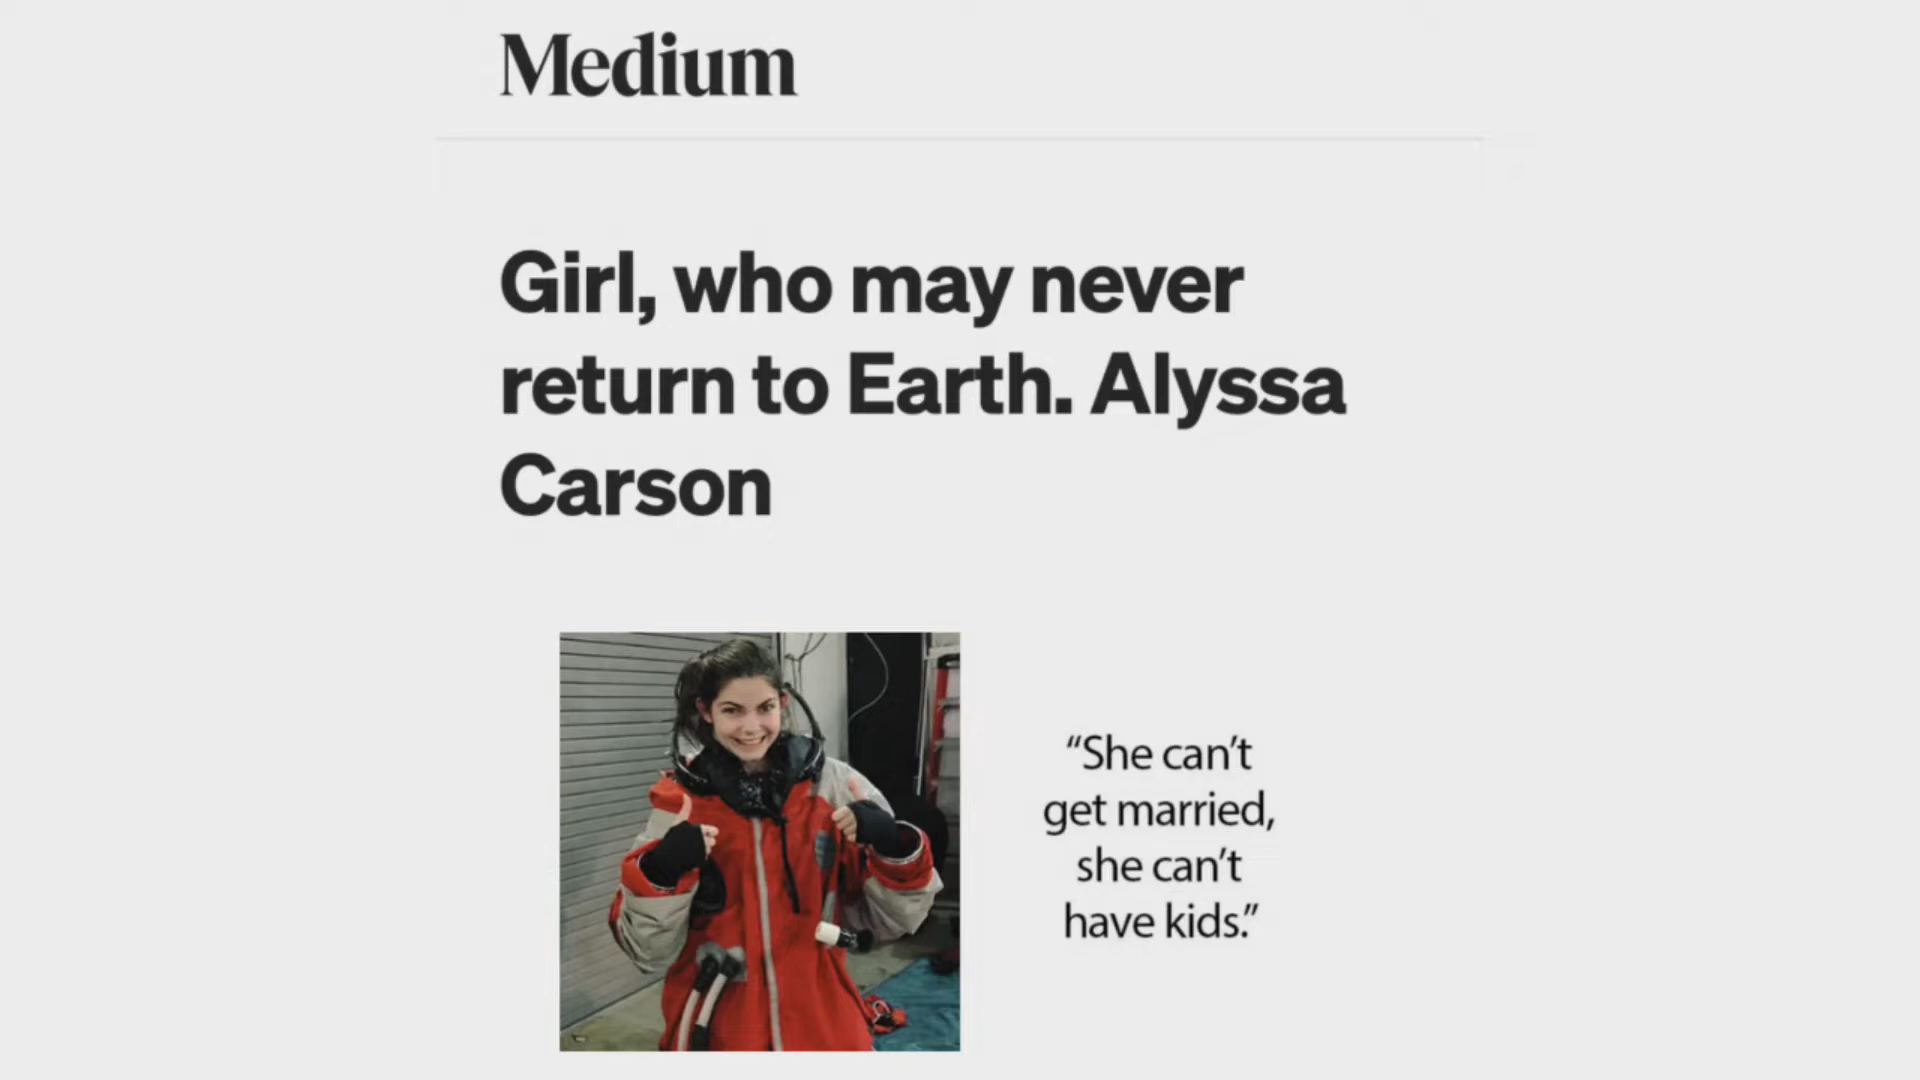 Medium
Girl, who may never
return to Earth. Alyssa
Carson
“She can’t
get married,
she can’t
have kids.”